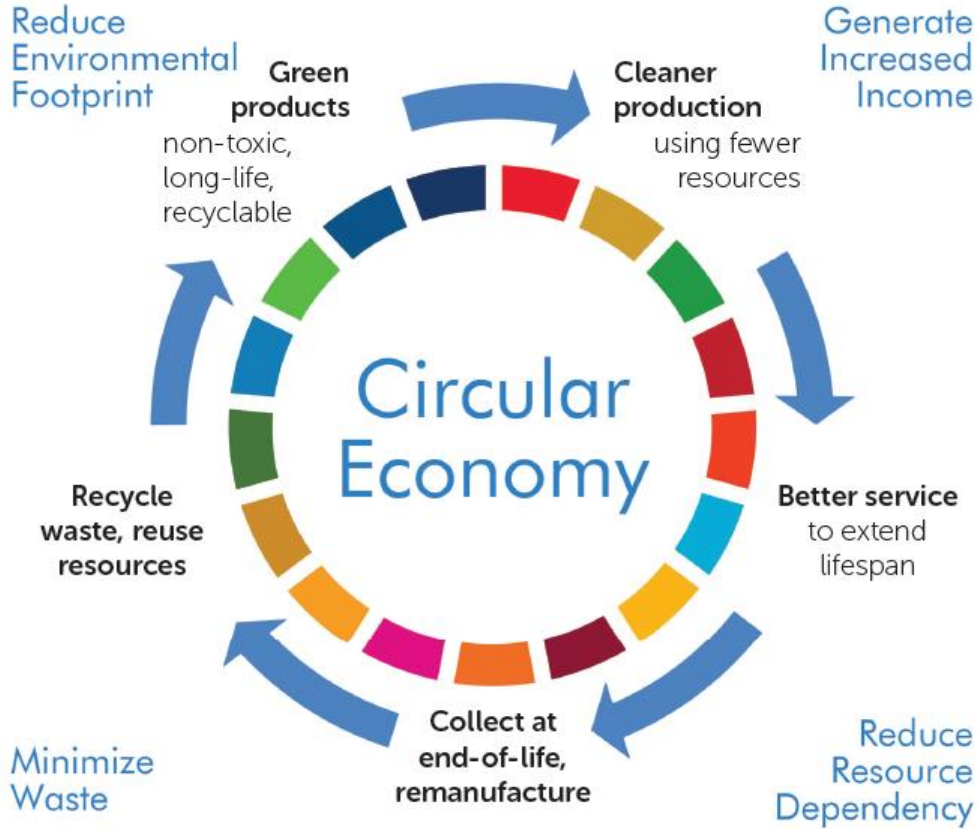 Reduce
Environmental
Footprint
Generate
Increased
Income
Green
products
non-toxic,
long-life,
recyclable
Cleaner
production
using fewer
resources
Circular
Economy
Recycle
waste, reuse
resources
Better service
to extend
lifespan
Collect at
end-of-life,
remanufacture
Minimize
Waste
Reduce
Resource
Dependency